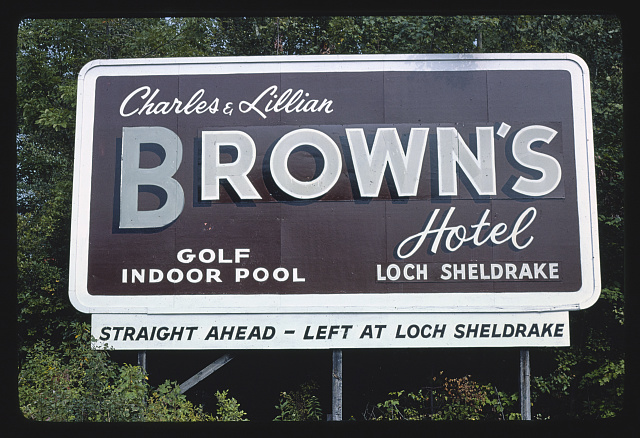 Charles & Lillian
BROWN'S
Hotel
GOLF
INDOOR POOL
LOCH SHELDRAKE
STRAIGHT AHEAD - LEFT AT LOCH SHELDRAKE